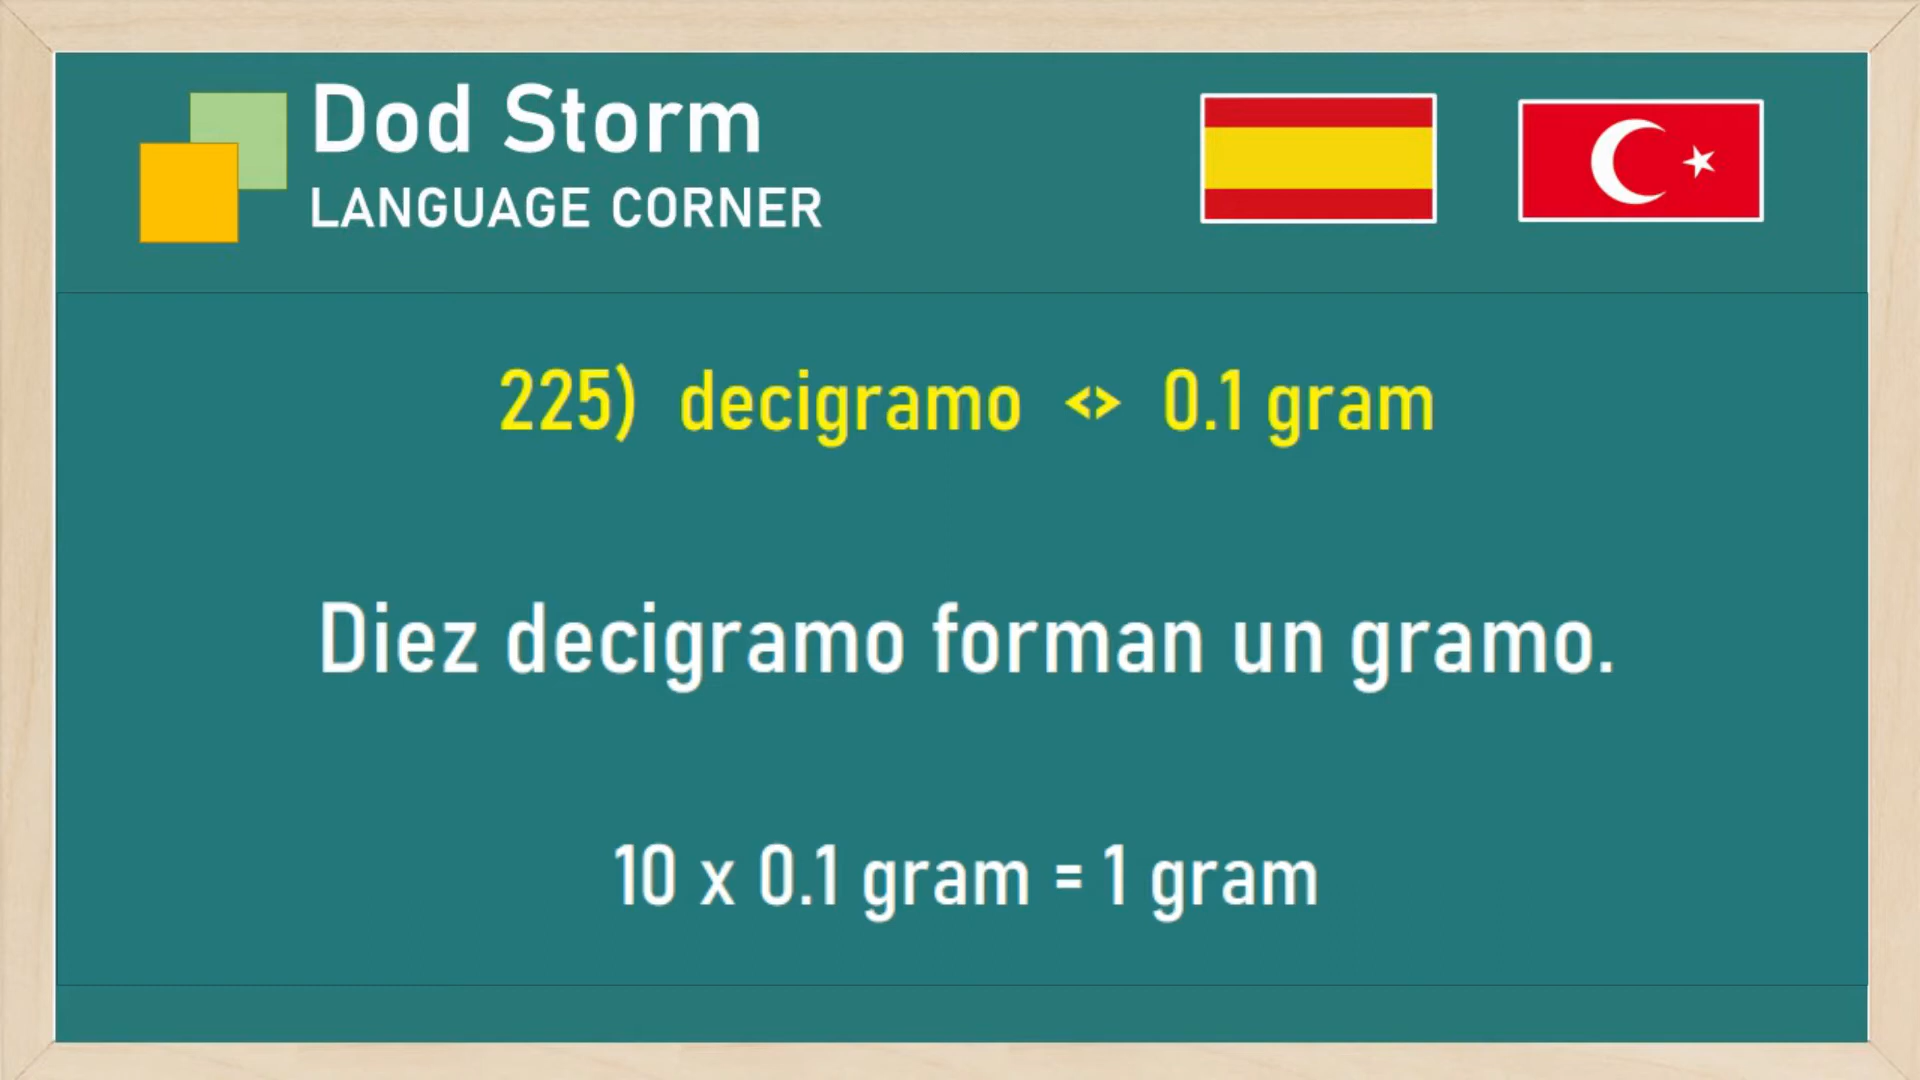 Dod Storm
LANGUAGE CORNER
225) decigramo <> 0.1 gram
Diez decigramo forman un gramo.
10 x 0.1 gram = 1 gram